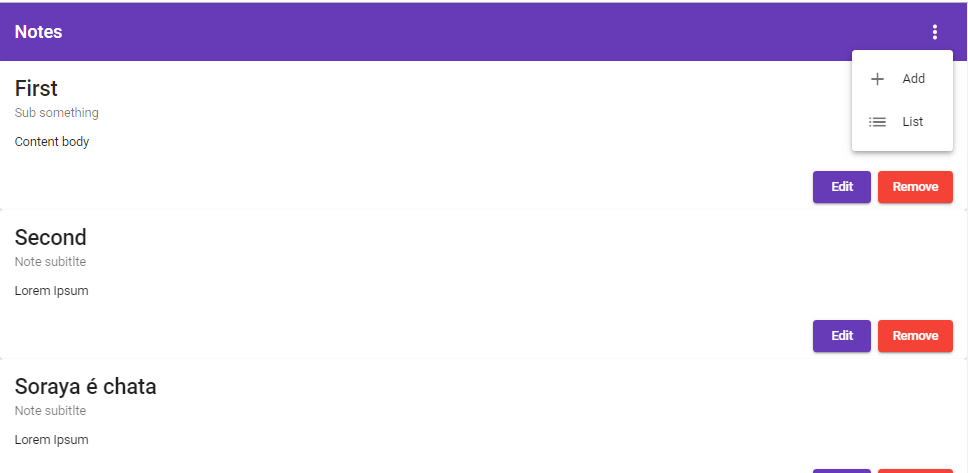 Notes
Add
List
First
Sub something
Content body
Edit Remove
Second
Note subitlte
Lorem Ipsum
Edit Remove
Soraya é chata
Note subitlte
Lorem Ipsum